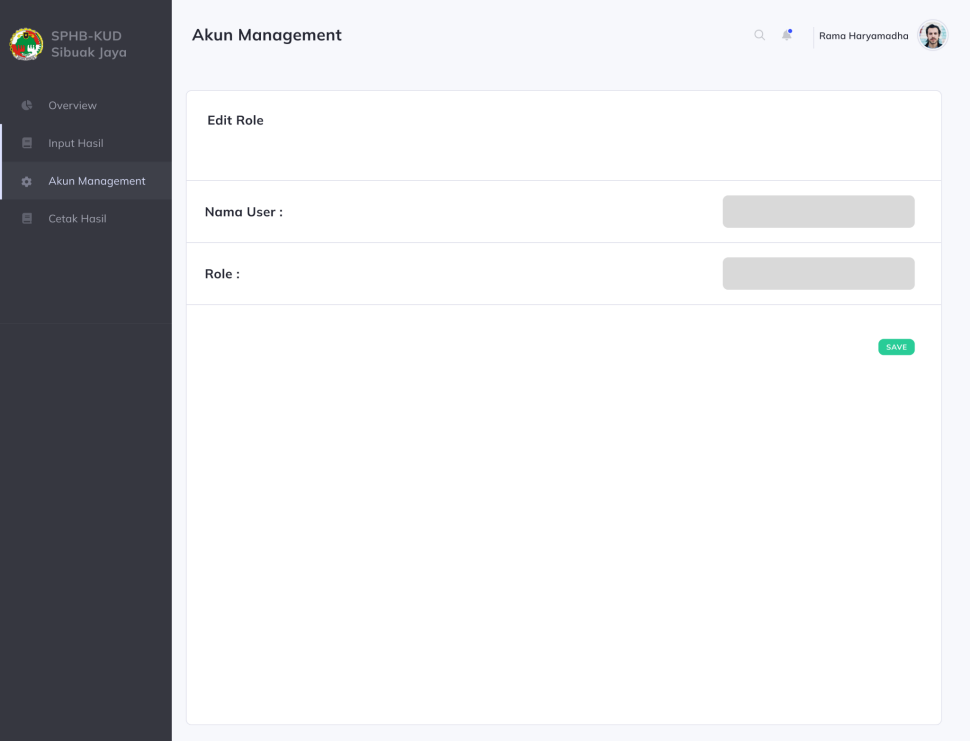 SPHB-KUD
Sibuak Jaya
Overview
Input Hasil
Akun Management
Cetak Hasil
Akun Management
Rama Haryamadha
Edit Role
Nama User :
Role :
SAVE